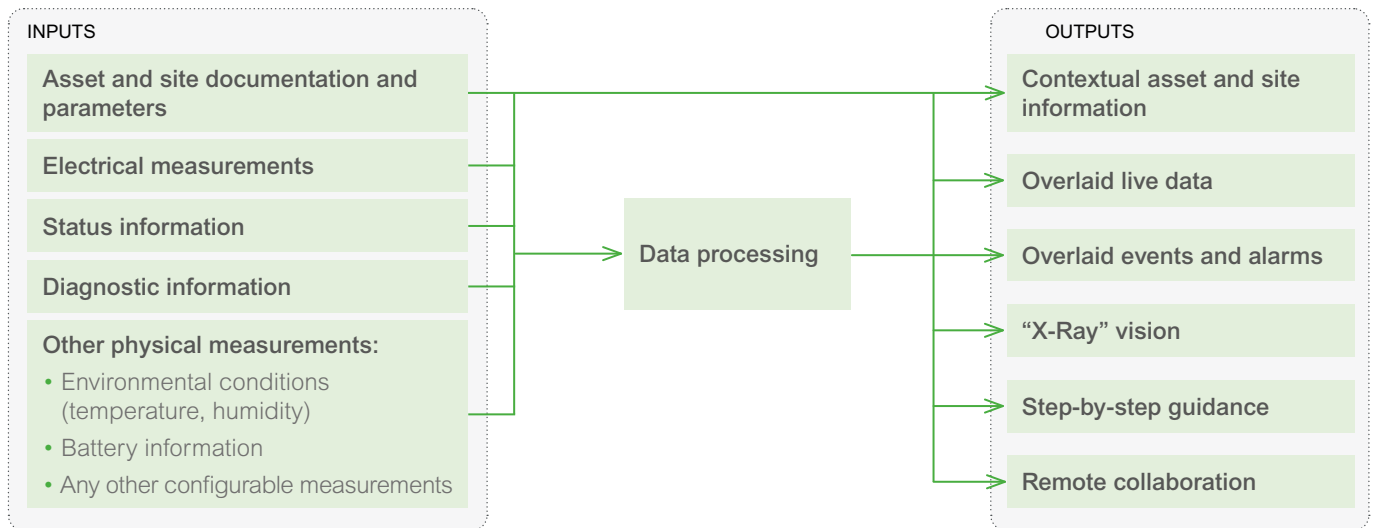 INPUTS
Asset and site documentation and
parameters
Electrical measurements
Status information
Diagnostic information
Other physical measurements:
• Environmental conditions
(temperature, humidity)
• Battery information
• Any other configurable measurements
Data processing
OUTPUTS
Contextual asset and site
information
Overlaid live data
Overlaid events and alarms
“X-Ray” vision
Step-by-step guidance
Remote collaboration